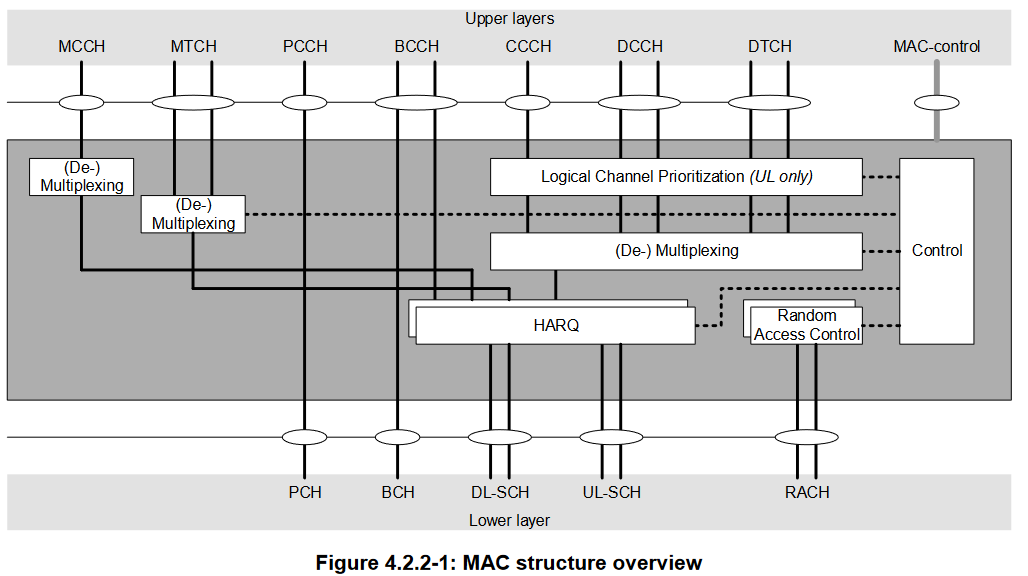 Upper layers
MCCH MTCH PCCH BCCH CCCH DCCH DTCH MAC-control
(De-)
Multiplexing
Logical Channel Prioritization (UL only)
(De-)
Multiplexing
(De-) Multiplexing
Control
HARQ
Random
Access Control
PCH BCH DL-SCH UL-SCH RACH
Lower layer
Figure 4.2.2-1: MAC structure overview